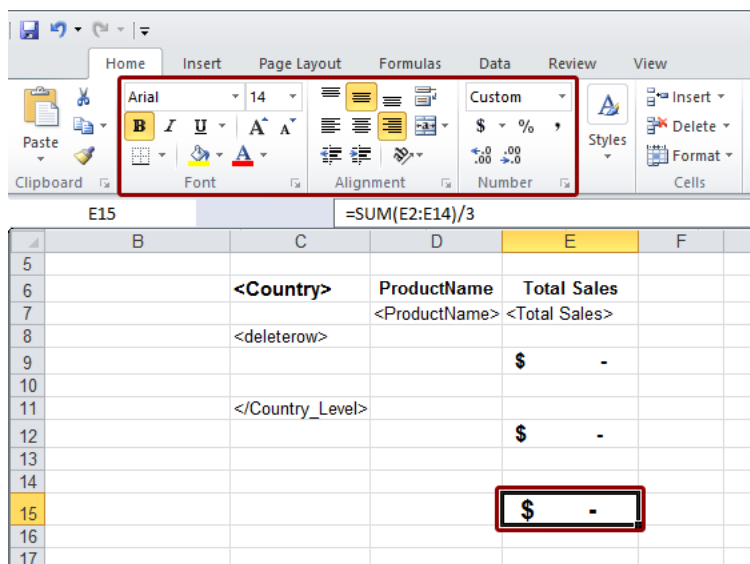 Home Insert Page Layout Formulas Data Review View
Arial 14 Custom
Paste B I U A A $ % , Styles Insert
Delete
Format
A .0 .00 .00 .0
Clipboard Font Alignment Number Cells
E15 =SUM(E2:E14)/3
B C D E F
5
6 <Country> ProductName Total Sales
7 <ProductName> <Total Sales>
8 <deleterow>
9 $ -
10
11 </Country_Level>
12 $ -
13
14
15 $ -
16
17